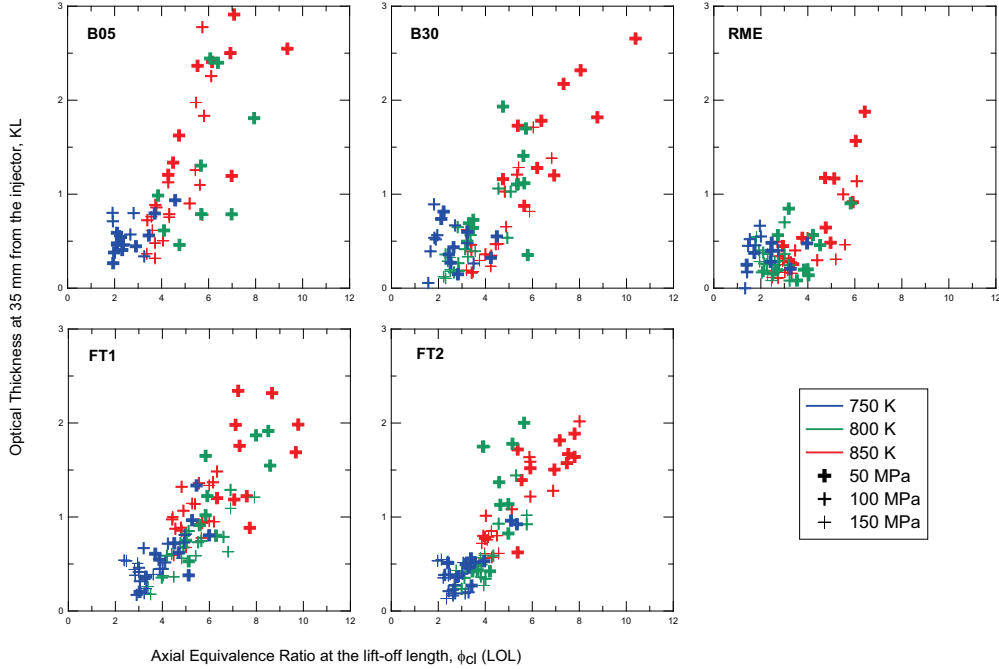 B05
B30
RME
3
2
1
0
0 2 4 6 8 10 12
3
2
1
0
0 2 4 6 8 10 12
3
2
1
0
0 2 4 6 8 10 12
Optical Thickness at 35 mm from the injector, KL
FT1
FT2
3
2
1
0
0 2 4 6 8 10 12
3
2
1
0
0 2 4 6 8 10 12
750 K
800 K
850 K
50 MPa
100 MPa
150 MPa
Axial Equivalence Ratio at the lift-off length, ϕcl (LOL)